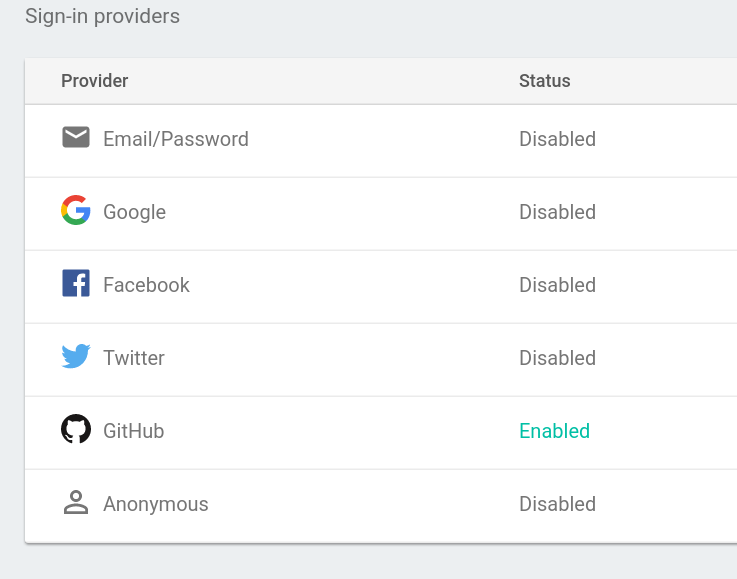 Sign-in providers
Provider Status
Email/Password Disabled
Google Disabled
Facebook Disabled
Twitter Disabled
GitHub Enabled
Anonymous Disabled